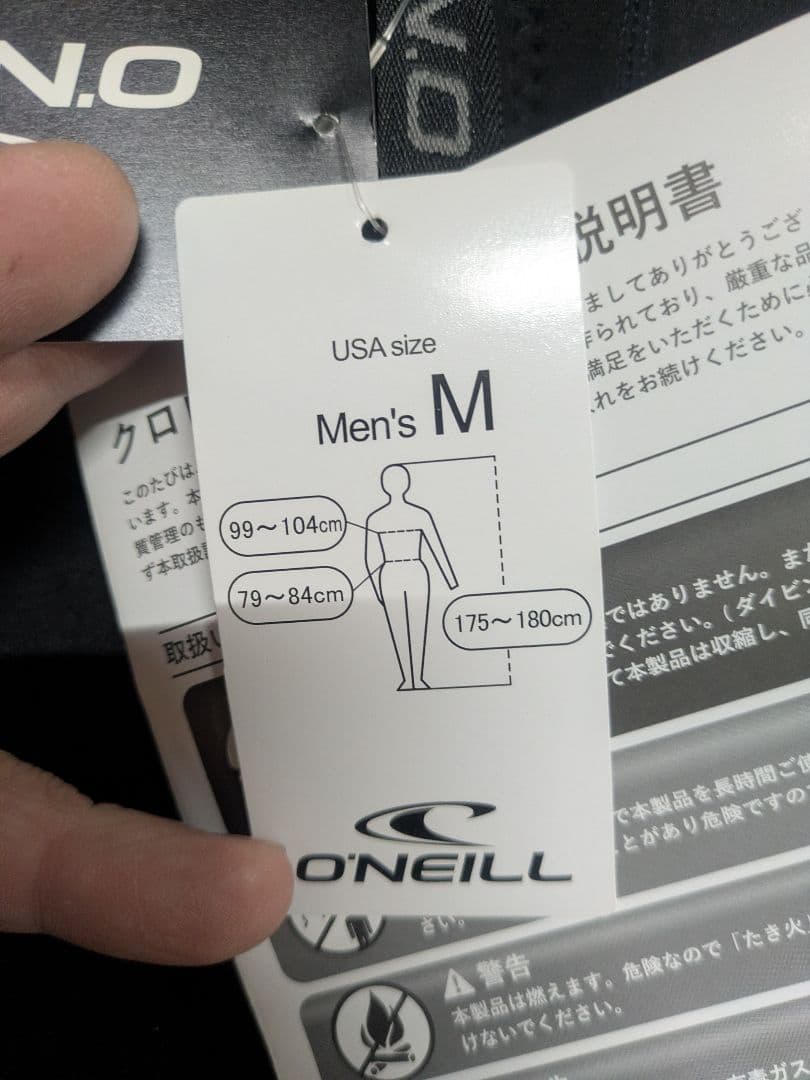 N.O
O'N
説明書
ましてありがとうござ
られており、厳重な品
満足をいただくために
れをお続けください。
USA size
Men's M
99～104cm
79～84cm
175～180cm
O'NEILL
クロ
このたびは
います。本
質管理のも
ず本取扱
取扱い
ではありません。また
ください。(ダイビン
て本製品は収縮し、同
で本製品を長時間ご使
とがあり危険ですの
さい。
警告
本製品は燃えます。危険なので「たき火」
けないでください。